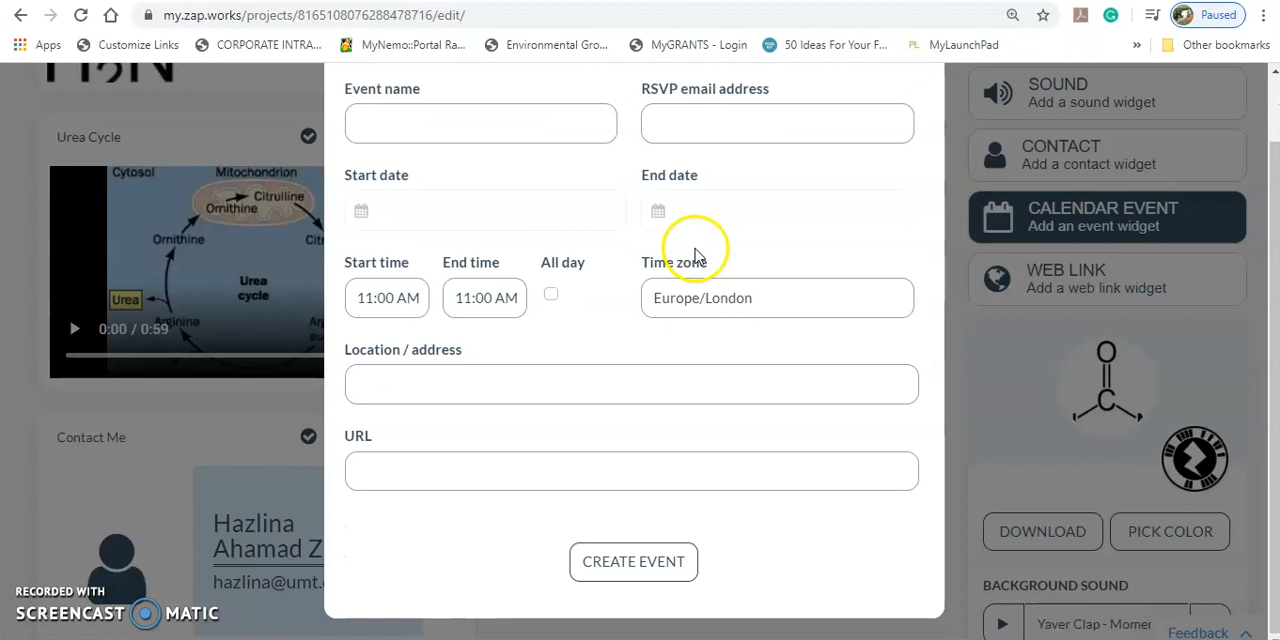 my.zap.works/projects/8165108076288478716/edit/
Paused
Apps
Customize Links
CORPORATE INTRA...
MyNemo::Portal Ra...
Environmental Gro...
MyGRANTS - Login
50 Ideas For Your F...
PL MyLaunchPad
»
Other bookmarks
H2N
Urea Cycle
Cytosol Mitochondrion
Citrulline
Ornithine
Ornithine
Urea
Urea
cycle
Arginine
0:00 / 0:59
Contact Me
Hazlina
Ahamad Z
hazlina@umt.
RECORDED WITH
SCREENCAST MATIC
Event name
RSVP email address
Start date
End date
Start time
End time
All day
Time zone
11:00 AM
11:00 AM
Europe/London
Location / address
URL
CREATE EVENT
SOUND
Add a sound widget
CONTACT
Add a contact widget
CALENDAR EVENT
Add an event widget
WEB LINK
Add a web link widget
O
C
DOWNLOAD
PICK COLOR
BACKGROUND SOUND
Yaver Clap - Momer
Feedback